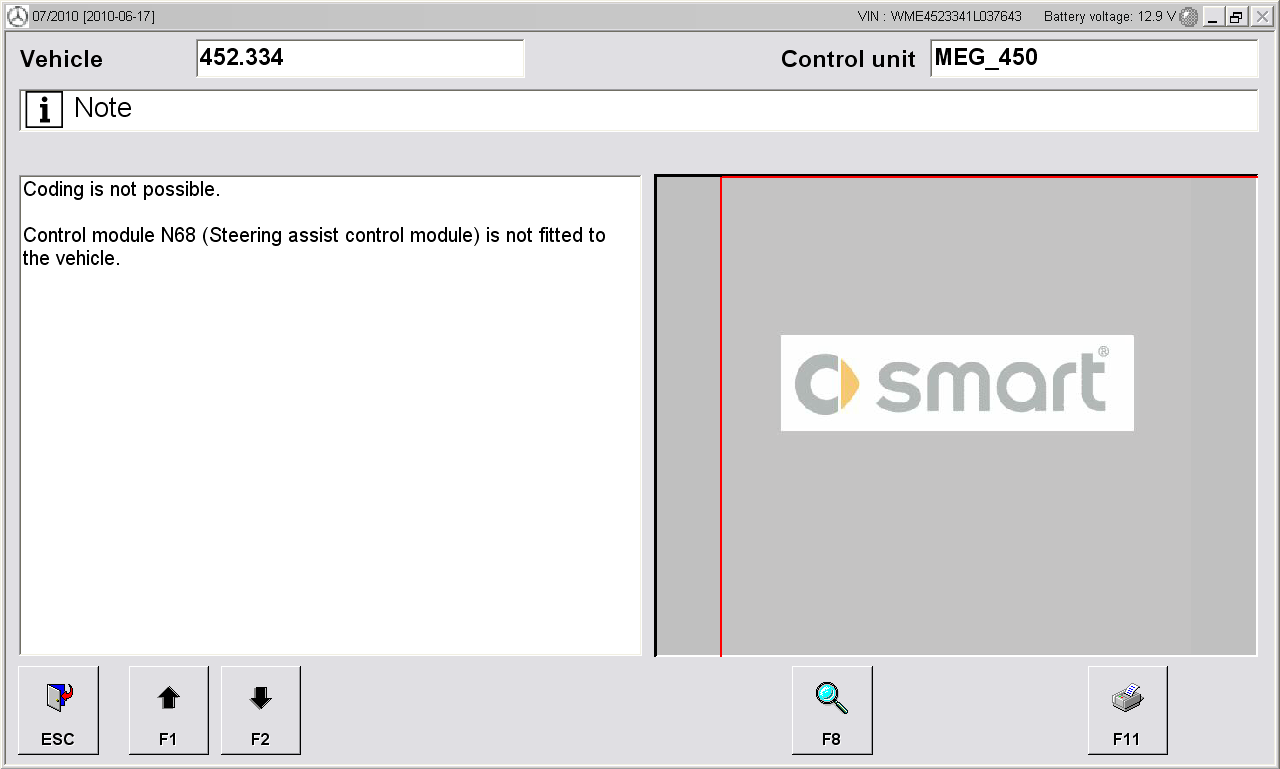 07/2010 [2010-06-17] VIN : WME4523341L037643 Battery voltage: 12.9 V
Vehicle 452.334 Control unit MEG_450
i Note
Coding is not possible.
Control module N68 (Steering assist control module) is not fitted to
the vehicle.
smart®
ESC F1 F2 F8 F11